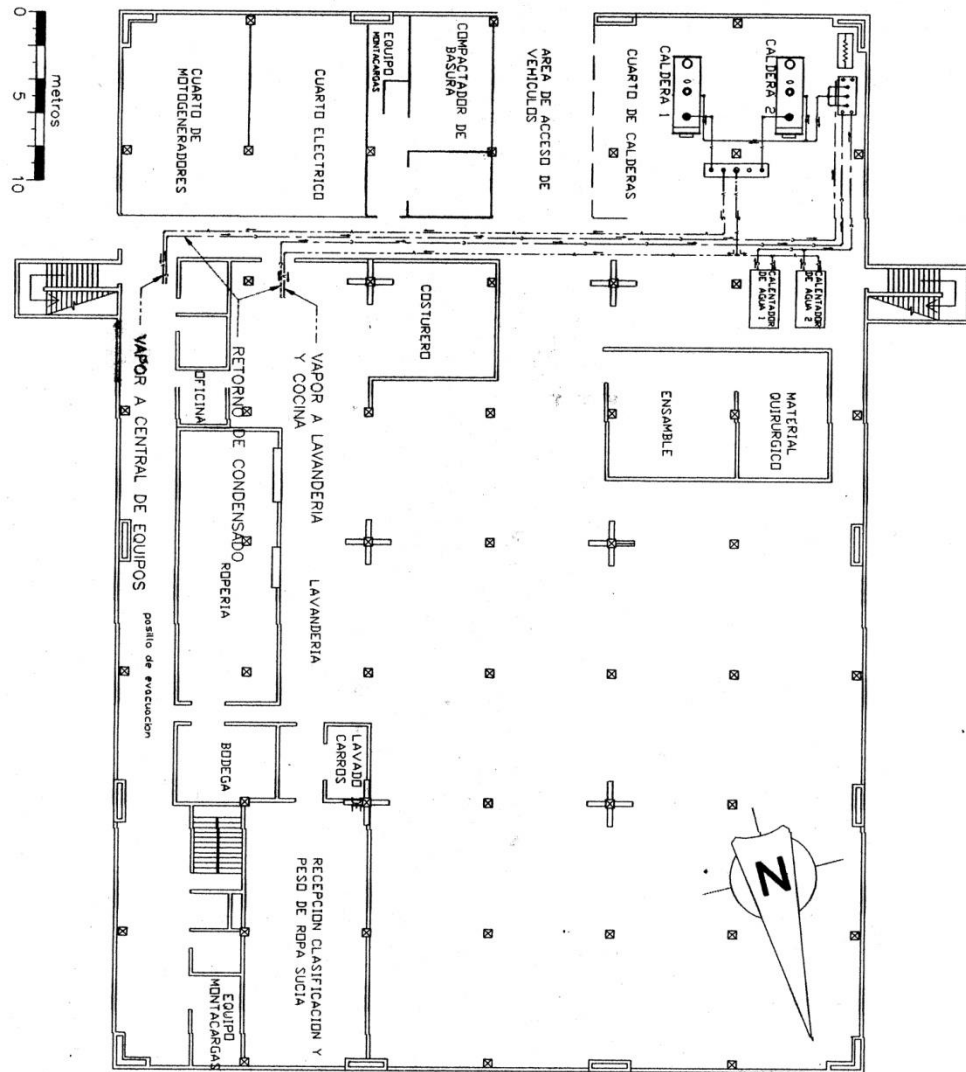 0
5
10
metros
CUARTO DE
MOTOGENERADORES
CUARTO ELECTRICO
EQUIPO
MONTACARGAS
COMPACTADOR DE
BASURA
AREA DE ACCESO DE
VEHICULOS
CUARTO DE CALDERAS
CALDERA 1
CALDERA 2
CALENTADOR
DE AGUA 1
CALENTADOR
DE AGUA 2
VAPOR A CENTRAL DE EQUIPOS
OFICINA
RETORNO DE CONDENSADO
VAPOR A LAVANDERIA
Y COCINA
COSTURERO
ENSAMBLE
MATERIAL
QUIRURGICO
ROPERIA
LAVANDERIA
pasillo de evacuacion
BODEGA
LAVADO DE
CARROS
RECEPCION CLASIFICACION Y
PESO DE ROPA SUCIA
EQUIPO
MONTACARGAS
N